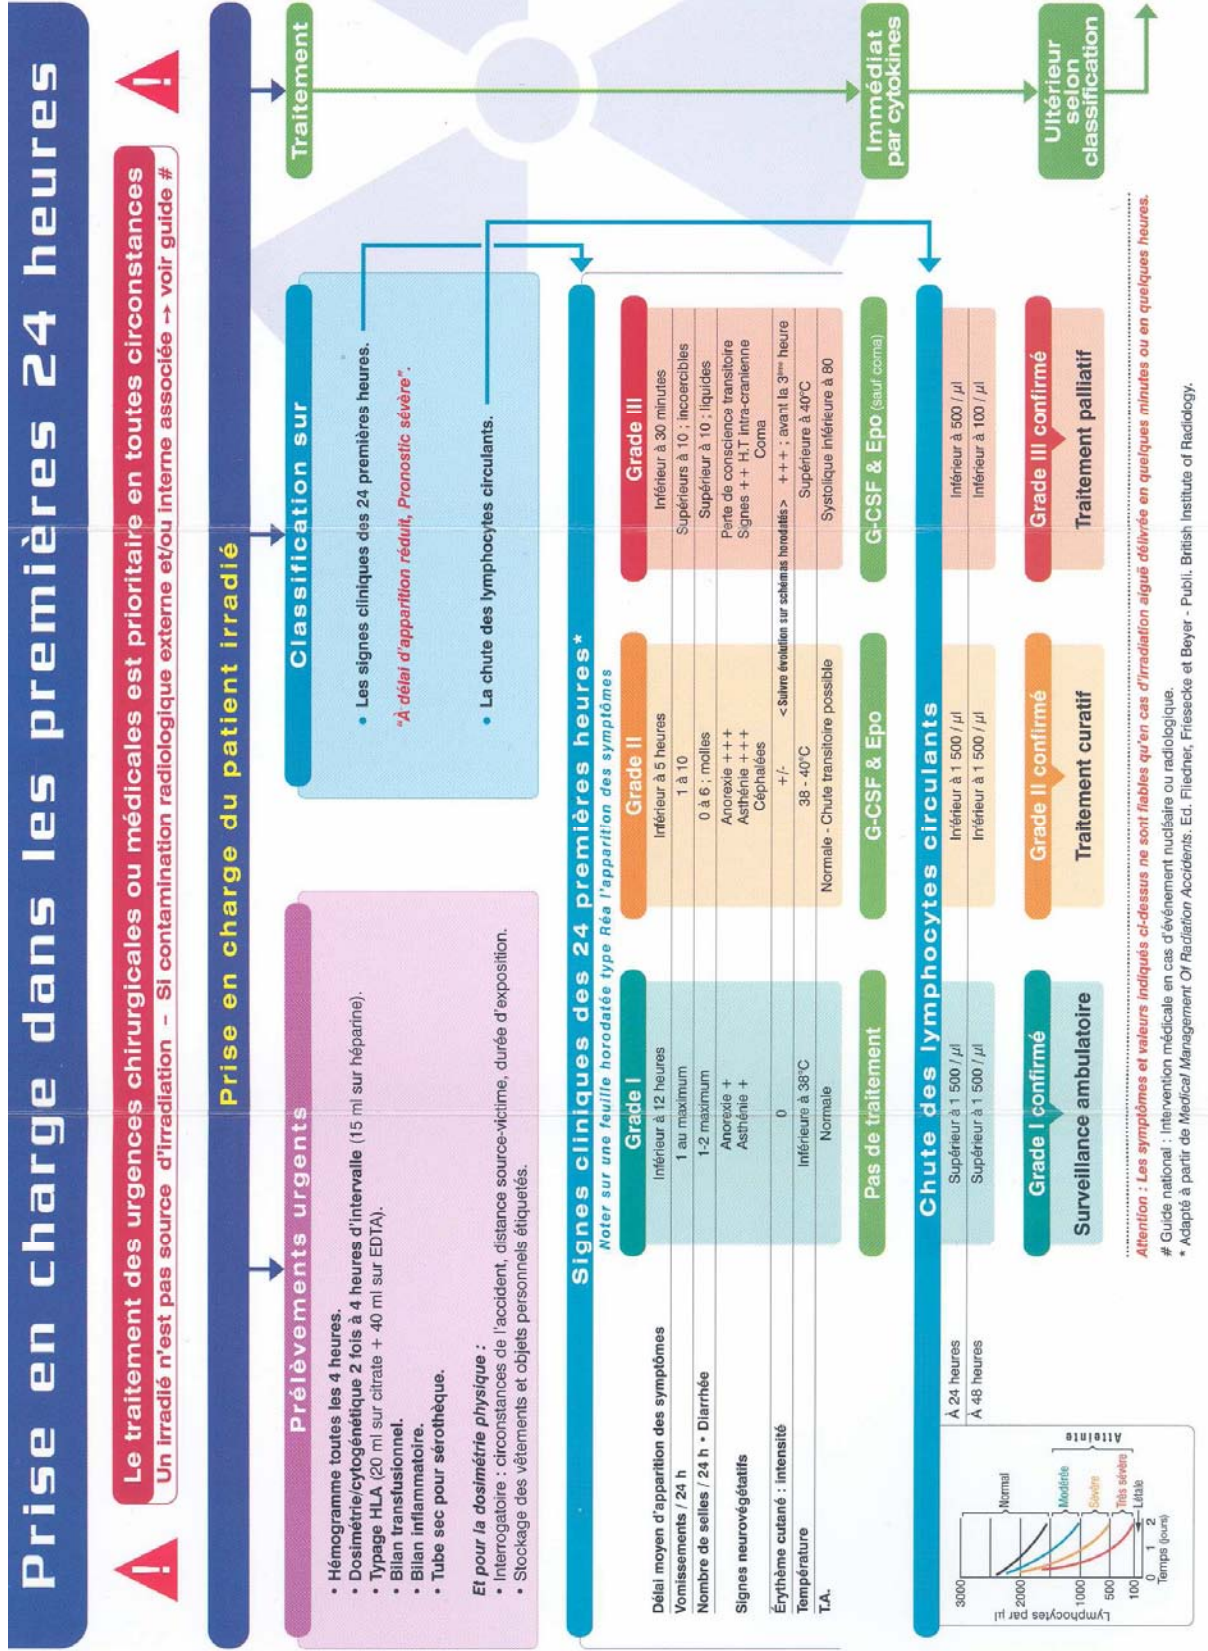 Prise en charge dans les premières 24 heures
!
Le traitement des urgences chirurgicales ou médicales est prioritaire en toutes circonstances
Un irradié n'est pas source d'irradiation – Si contamination radiologique externe et/ou interne associée → voir guide #
!
Prise en charge du patient irradié
Prélèvements urgents
• Hémogramme toutes les 4 heures.
• Dosimétrie/cytogénétique 2 fois à 4 heures d'intervalle (15 ml sur héparine).
• Typage HLA (20 ml sur citrate + 40 ml sur EDTA).
• Bilan transfusionnel.
• Bilan inflammatoire.
• Tube sec pour sérothèque.
Et pour la dosimétrie physique :
• Interrogatoire : circonstances de l'accident, distance source-victime, durée d'exposition.
• Stockage des vêtements et objets personnels étiquetés.
Classification sur
• Les signes cliniques des 24 premières heures.
"À délai d'apparition réduit, Pronostic sévère".
• La chute des lymphocytes circulants.
Traitement
Signes cliniques des 24 premières heures*
Noter sur une feuille horodatée type Réa l'apparition des symptômes
Grade I Grade II Grade III
Délai moyen d'apparition des symptômes Inférieur à 12 heures Inférieur à 5 heures Inférieur à 30 minutes
Vomissements / 24 h 1 au maximum 1 à 10 Supérieurs à 10 ; incoercibles
Nombre de selles / 24 h • Diarrhée 1-2 maximum 0 à 6 ; molles Supérieur à 10 ; liquides
Signes neurovégétatifs Anorexie + Anorexie +++ Perte de conscience transitoire
Asthénie + Asthénie +++ Signes ++ H.T Intra-cranienne
Céphalées Coma
Érythème cutané : intensité 0 +/- <Suivre évolution sur schémas horodatés> +++ ; avant la 3ème heure
Température Inférieure à 38°C 38 - 40°C Supérieure à 40°C
T.A. Normale Normale - Chute transitoire possible Systolique inférieure à 80
Pas de traitement G-CSF & Epo G-CSF & Epo (sauf coma)
Immédiat
par cytokines
Chute des lymphocytes circulants
À 24 heures Supérieur à 1 500 / µl Inférieur à 1 500 / µl Inférieur à 500 / µl
À 48 heures Supérieur à 1 500 / µl Inférieur à 1 500 / µl Inférieur à 100 / µl
Grade I confirmé Grade II confirmé Grade III confirmé
Surveillance ambulatoire Traitement curatif Traitement palliatif
Ultérieur
selon
classification
Lymphocytes par µl
3000
2000
1000
500
100
0 1 2
Temps (jours)
Normal
Modérée
Sévère
Très sévère
Létale
Atteinte
Attention : Les symptômes et valeurs indiqués ci-dessus ne sont fiables qu'en cas d'irradiation aiguë délivrée en quelques minutes ou en quelques heures.
# Guide national : Intervention médicale en cas d'événement nucléaire ou radiologique.
* Adapté à partir de Medical Management Of Radiation Accidents. Ed. Fliedner, Friesecke et Beyer - Publi. British Institute of Radiology.